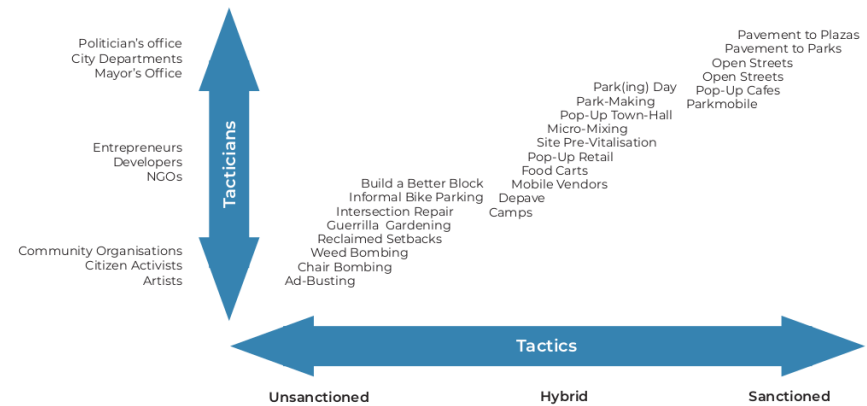 Politician's office
City Departments
Mayor's Office
Entrepreneurs
Developers
NGOs
Community Organisations
Citizen Activists
Artists
Tacticians
Pavement to Plazas
Pavement to Parks
Open Streets
Open Streets
Pop-Up Cafes
Parkmobile
Park(ing) Day
Park-Making
Pop-Up Town-Hall
Micro-Mixing
Site Pre-Vitalisation
Pop-Up Retail
Food Carts
Mobile Vendors
Depave
Camps
Build a Better Block
Informal Bike Parking
Intersection Repair
Guerrilla Gardening
Reclaimed Setbacks
Weed Bombing
Chair Bombing
Ad-Busting
Tactics
Unsanctioned
Hybrid
Sanctioned